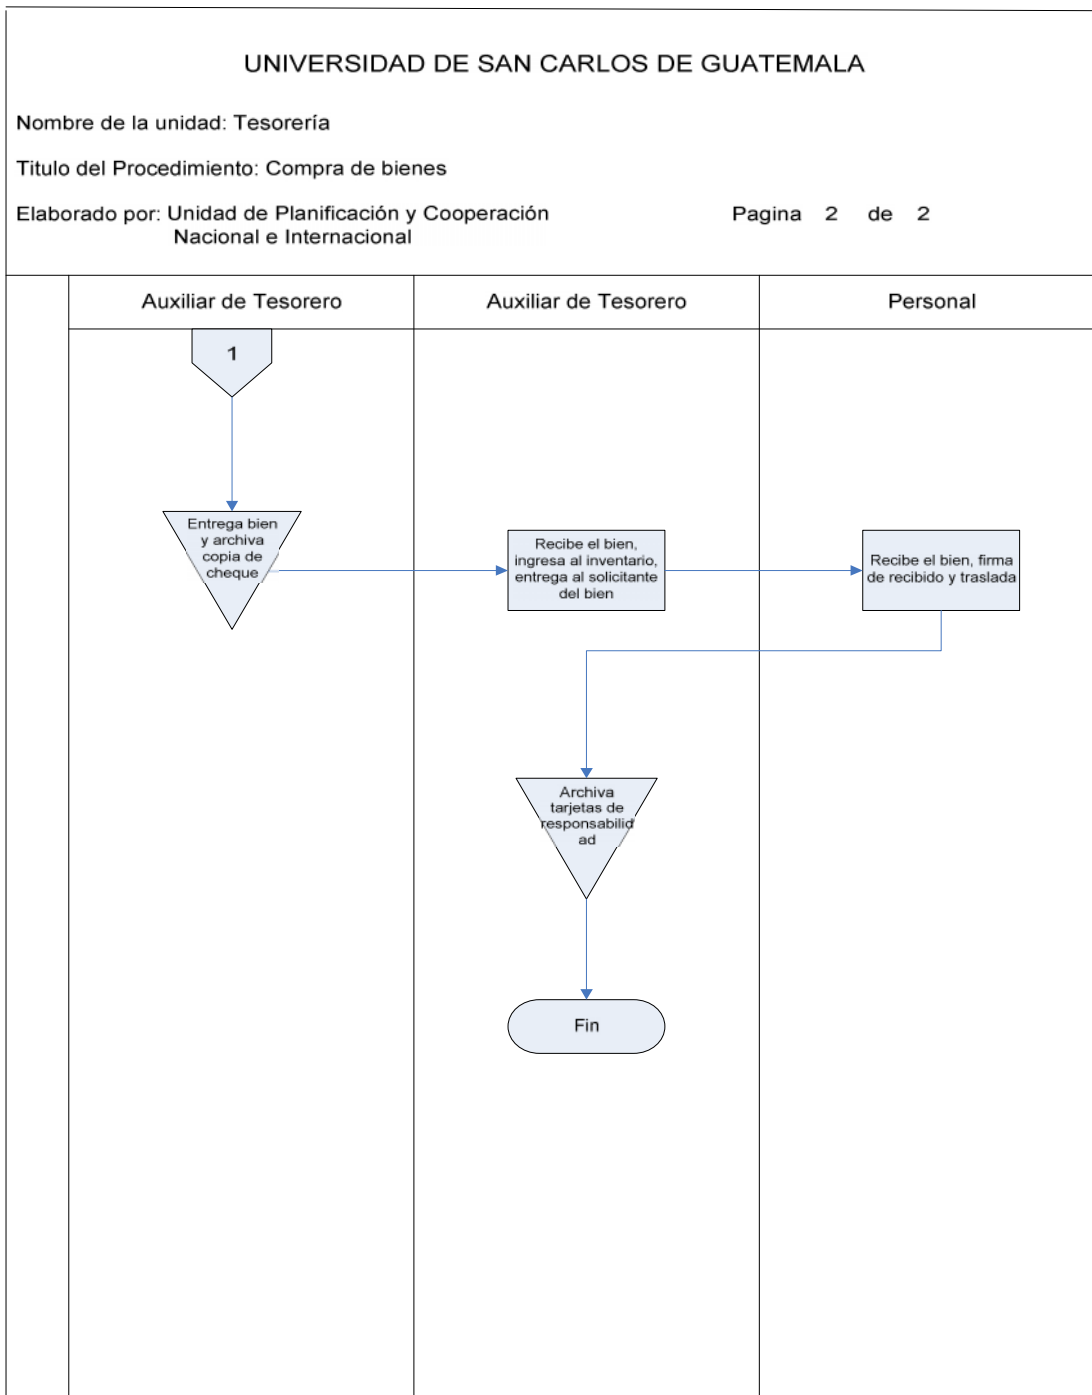 UNIVERSIDAD DE SAN CARLOS DE GUATEMALA
Nombre de la unidad: Tesorería
Titulo del Procedimiento: Compra de bienes
Elaborado por: Unidad de Planificación y Cooperación
Nacional e Internacional
Pagina 2 de 2
Auxiliar de Tesorero
Auxiliar de Tesorero
Personal
1
Entrega bien
y archiva
copia de
cheque
Recibe el bien,
ingresa al inventario,
entrega al solicitante
del bien
Recibe el bien, firma
de recibido y traslada
Archiva
tarjetas de
responsabilid
ad
Fin